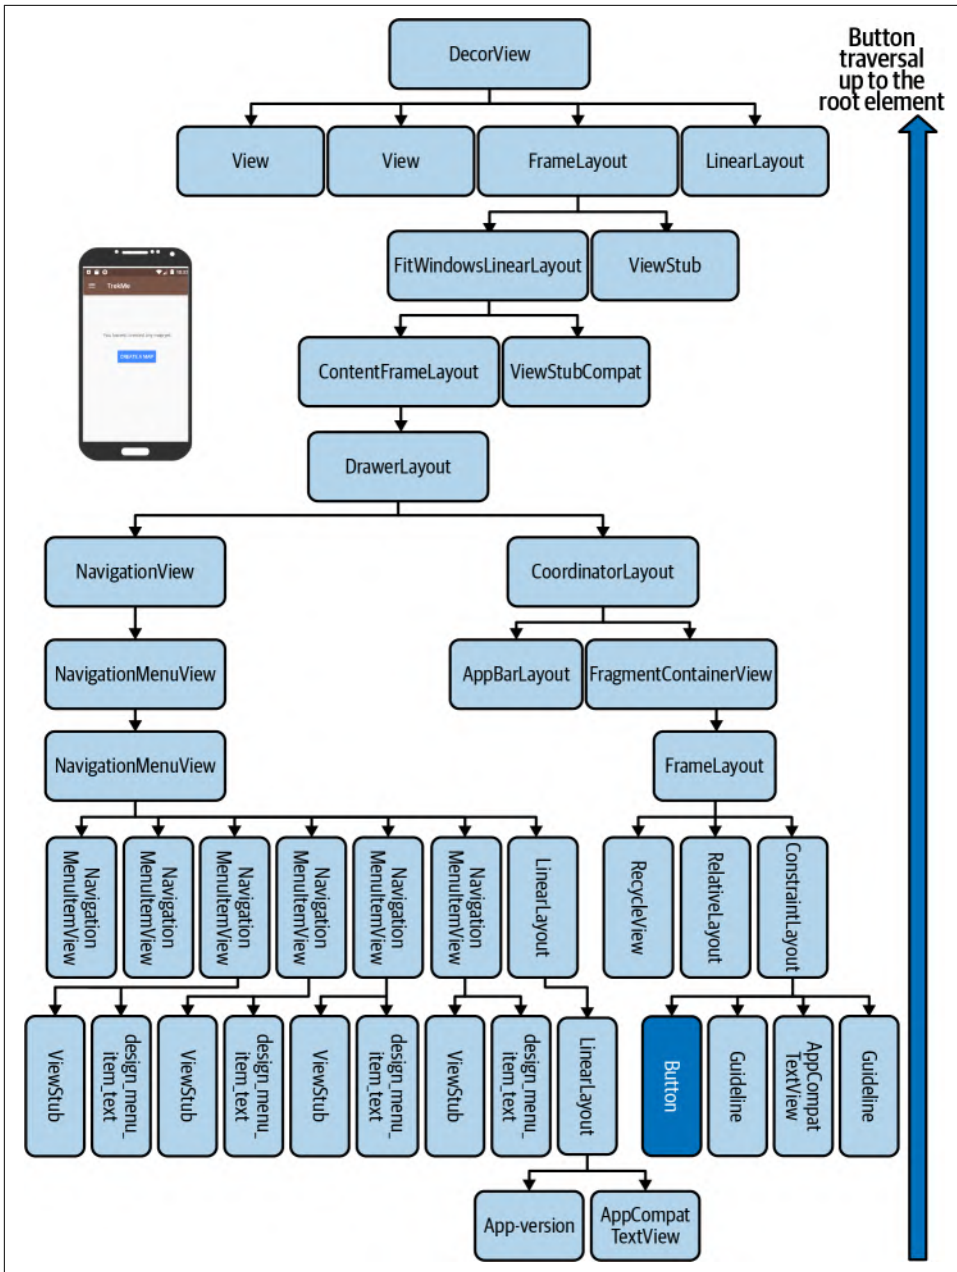 Button
traversal
up to the
root element
DecorView
View
View
FrameLayout
LinearLayout
FitWindowsLinearLayout
ViewStub
TrekMe
CREATE A MAP
ContentFrameLayout
ViewStubCompat
DrawerLayout
NavigationView
CoordinatorLayout
NavigationMenuView
AppBarLayout
FragmentContainerView
NavigationMenuView
FrameLayout
Navigation
MenuItemView
Navigation
MenuItemView
Navigation
MenuItemView
Navigation
MenuItemView
Navigation
MenuItemView
Navigation
MenuItemView
LinearLayout
RecycleView
RelativeLayout
ConstraintLayout
ViewStub
design_menu_
item_text
ViewStub
design_menu_
item_text
ViewStub
design_menu_
item_text
ViewStub
design_menu_
item_text
LinearLayout
Button
Guideline
AppCompat
TextView
Guideline
App-version
AppCompat
TextView